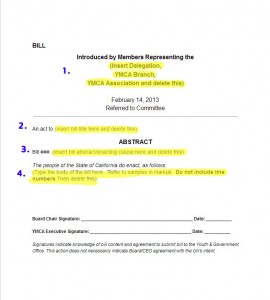 BILL
Introduced by Members Representing the
1. (Insert Delegation,
YMCA Branch,
YMCA Association and delete this)
February 14, 2013
Referred to Committee
2. An act to (insert bill title here and delete this)
ABSTRACT
3. Bill (insert bill abstract/enacting cause here and delete this)
The people of the State of California do enact, as follows:
4. (Type the body of the bill here. Refer to samples in manual. Do not include line
numbers Then delete this)
Board Chair Signature: Date:
YMCA Executive Signature: Date:
Signatures indicate knowledge of bill content and agreement to submit bill to the Youth & Government
Office. This action does not necessarily indicate Board/CEO agreement with the bill's intent.